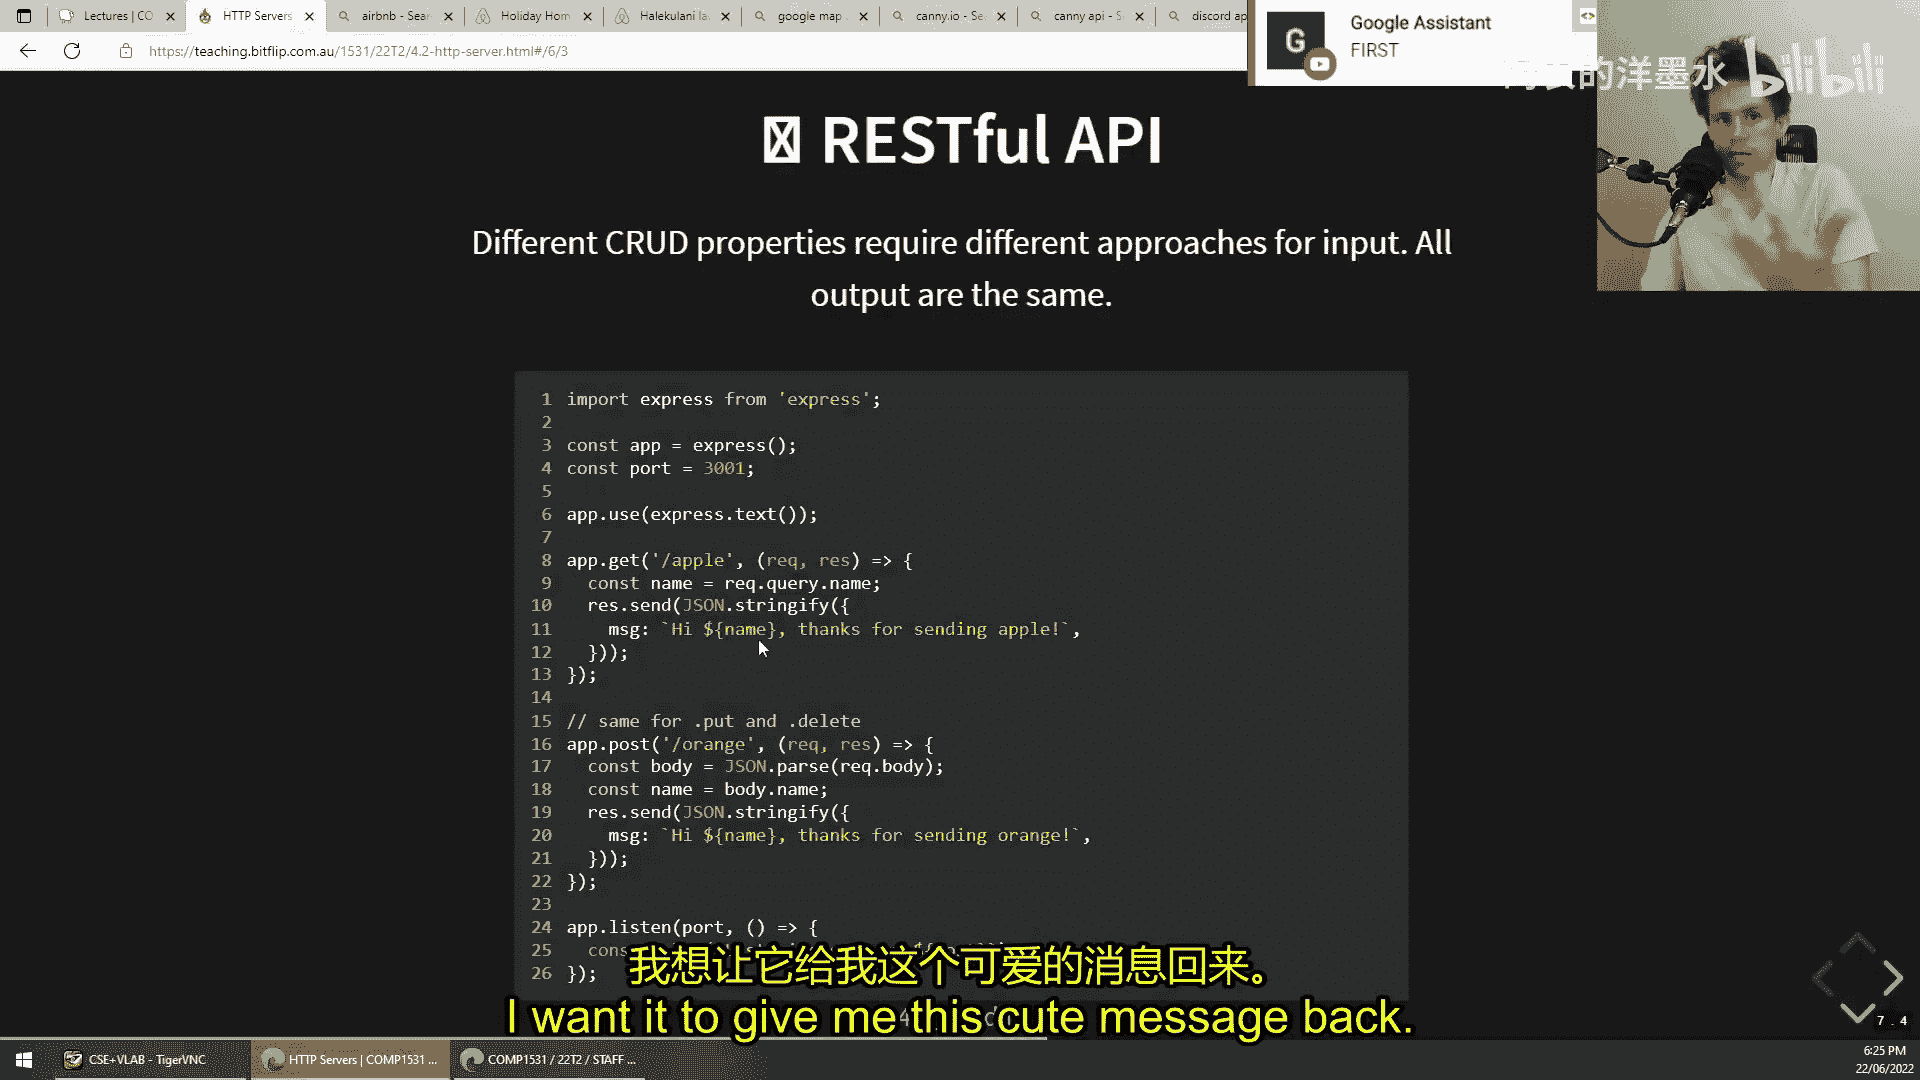 Lectures | CO
HTTP Servers
airbnb - Sear
Holiday Hom
Halekulani la
google map
canny.io - Se
canny api - S
discord ap
https://teaching.bitflip.com.au/1531/22T2/4.2-http-server.html#/6/3
G
Google Assistant
FIRST
的洋墨水 bilibili
RESTful API
Different CRUD properties require different approaches for input. All
output are the same.
1 import express from 'express';
2
3 const app = express();
4 const port = 3001;
5
6 app.use(express.text());
7
8 app.get('/apple', (req, res) => {
9 const name = req.query.name;
10 res.send(JSON.stringify({
11 msg: `Hi ${name}, thanks for sending apple!`,
12 }));
13 });
14
15 // same for .put and .delete
16 app.post('/orange', (req, res) => {
17 const body = JSON.parse(req.body);
18 const name = body.name;
19 res.send(JSON.stringify({
20 msg: `Hi ${name}, thanks for sending orange!`,
21 }));
22 });
23
24 app.listen(port, () => {
25 cons
26 });
我想让它给我这个可爱的消息回来。
I want it to give me this cute message back.
7.4
CSE+VLAB - TigerVNC
HTTP Servers | COMP1531 ...
COMP1531 / 22T2 / STAFF ...
6:25 PM
22/06/2022